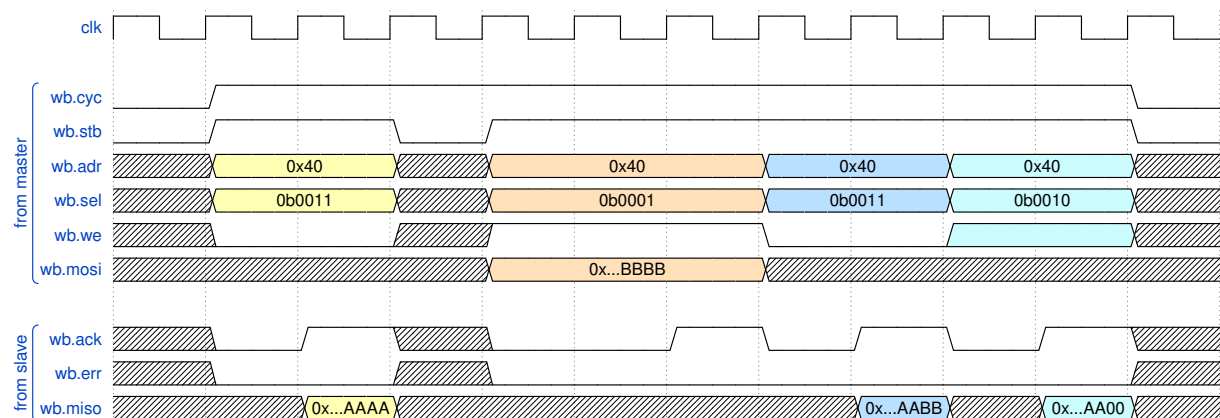 clk
from master
wb.cyc
wb.stb
wb.adr 0x40 0x40 0x40 0x40
wb.sel 0b0011 0b0001 0b0011 0b0010
wb.we
wb.mosi 0x...BBBB
from slave
wb.ack
wb.err
wb.miso 0x...AAAA 0x...AABB 0x...AA00